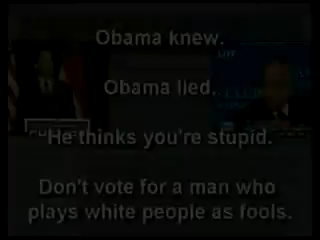 Obama knew.
Obama lied.
He thinks you're stupid.
Don't vote for a man who
plays white people as fools.